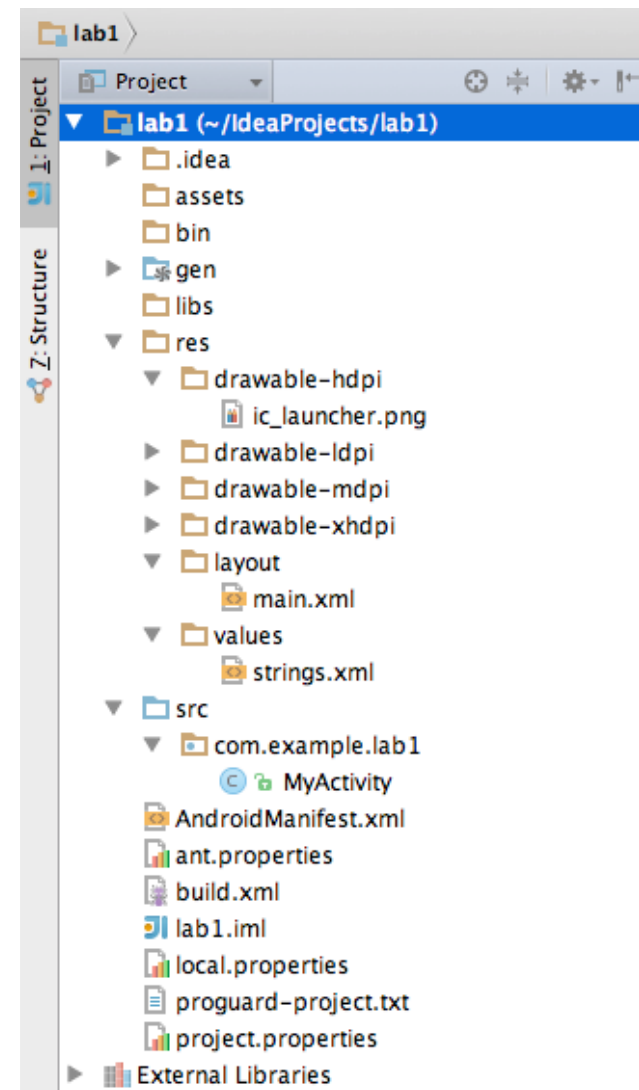 lab1
1: Project
7: Structure
Project
lab1 (~/IdeaProjects/lab1)
.idea
assets
bin
gen
libs
res
drawable-hdpi
ic_launcher.png
drawable-ldpi
drawable-mdpi
drawable-xhdpi
layout
main.xml
values
strings.xml
src
com.example.lab1
C MyActivity
AndroidManifest.xml
ant.properties
build.xml
lab1.iml
local.properties
proguard-project.txt
project.properties
External Libraries